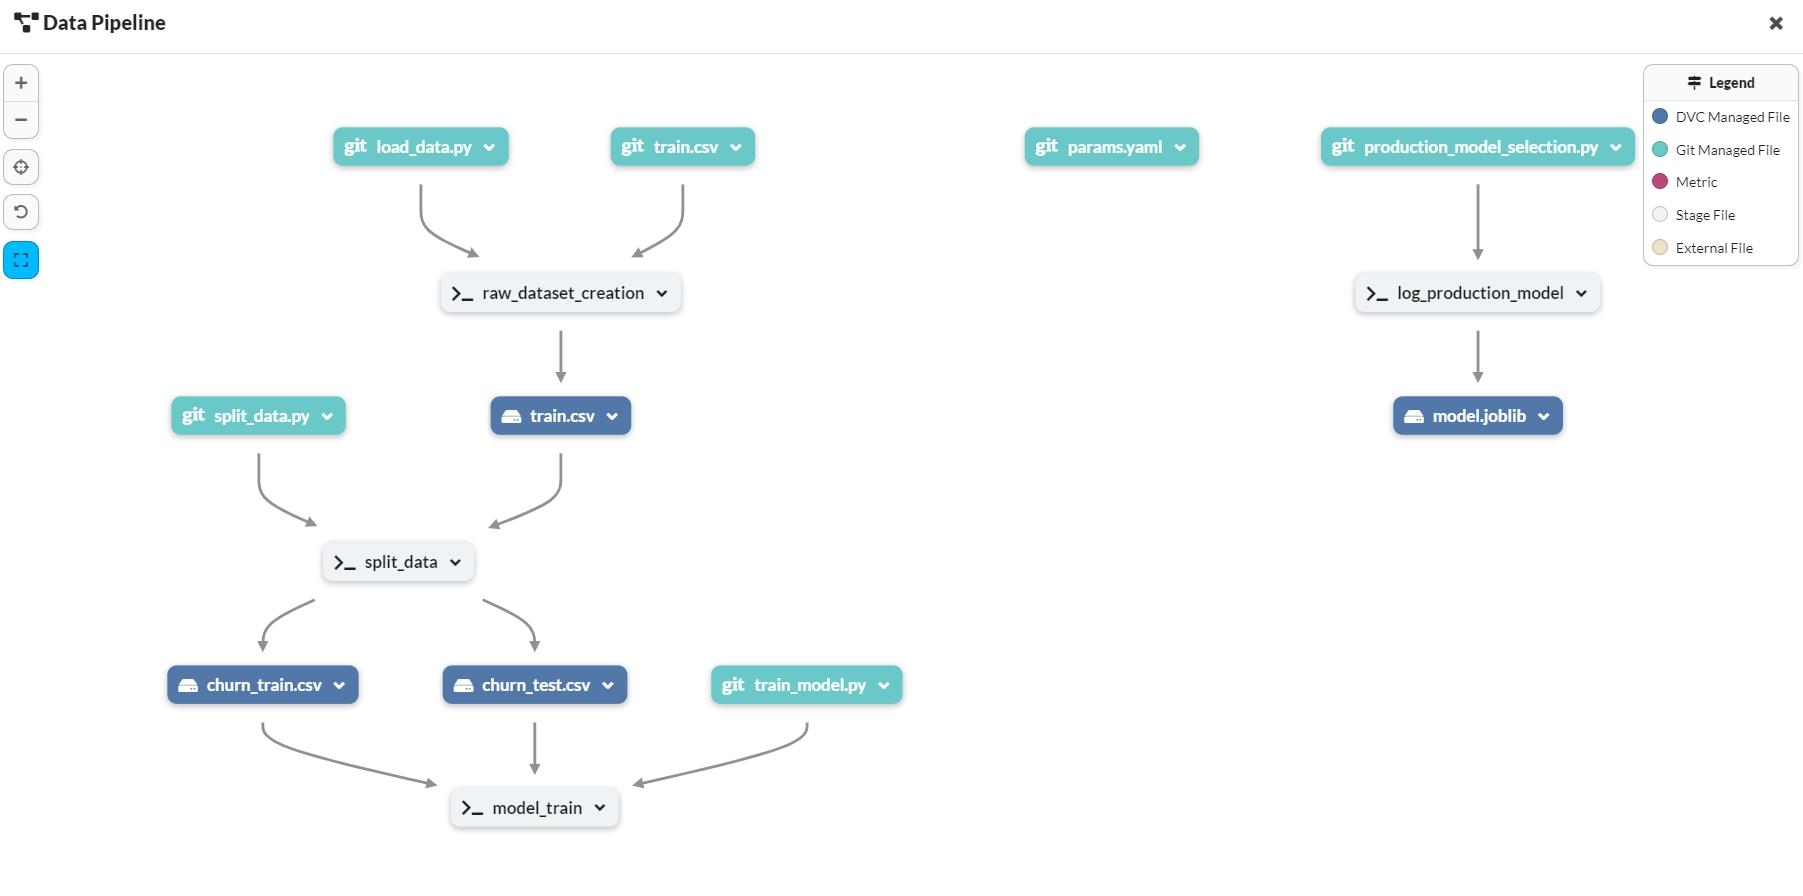 Data Pipeline
Legend
DVC Managed File
git load_data.py
git train.csv
git params.yaml
git production_model_selection.py
Git Managed File
Metric
Stage File
External File
>_ raw_dataset_creation
>_ log_production_model
git split_data.py
train.csv
model.joblib
>_ split_data
churn_train.csv
churn_test.csv
git train_model.py
>_ model_train